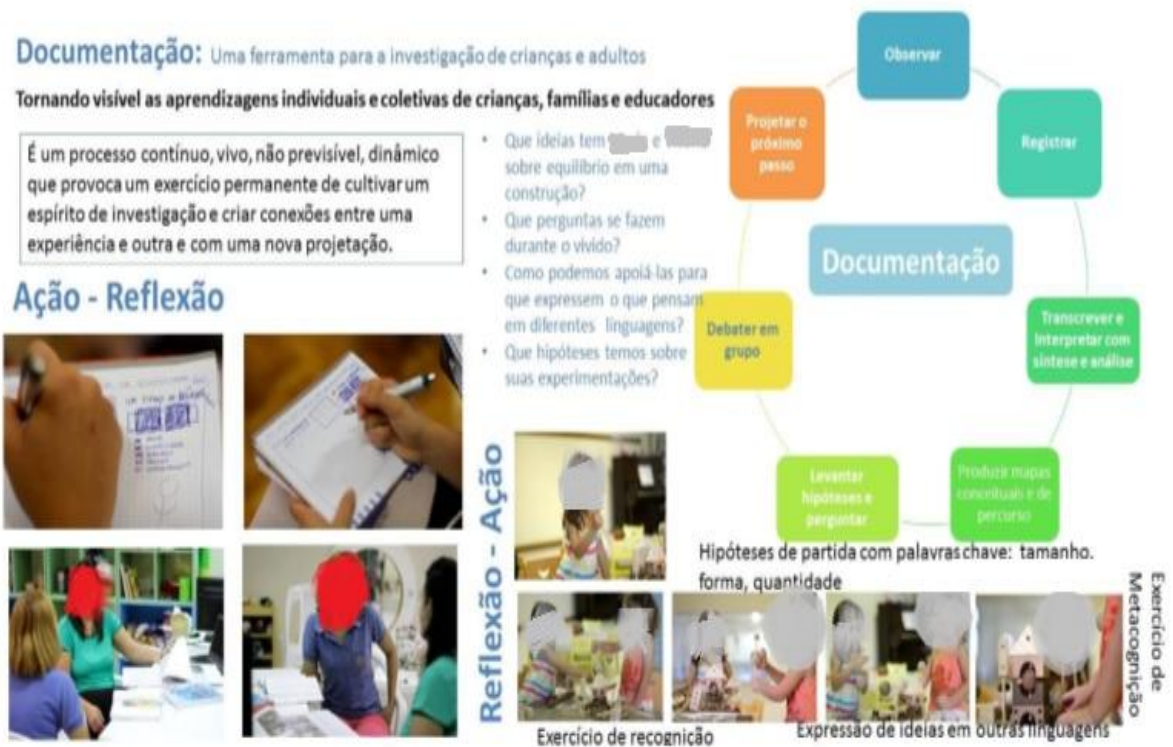 Documentação: Uma ferramenta para a investigação de crianças e adultos
Tornando visível as aprendizagens individuais e coletivas de crianças, famílias e educadores
É um processo contínuo, vivo, não previsível, dinâmico
que provoca um exercício permanente de cultivar um
espírito de investigação e criar conexões entre uma
experiência e outra e com uma nova projetação.
Ação - Reflexão
• Que ideias tem e
sobre equilíbrio em uma
construção?
• Que perguntas se fazem
durante o vivido?
• Como podemos apoiá-las para
que expressem o que pensam
em diferentes linguagens?
• Que hipóteses temos sobre
suas experimentações?
Observar
Registrar
Transcrever e
Interpretar com
síntese e análise
Produzir mapas
conceituais e de
percurso
Levantar
hipóteses e
perguntar
Debater em
grupo
Projetar o
próximo
passo
Documentação
Reflexão - Ação
Hipóteses de partida com palavras chave: tamanho.
forma, quantidade
Exercício de recognição
Expressão de ideias em outras linguagens
Exercício de
Metacognição